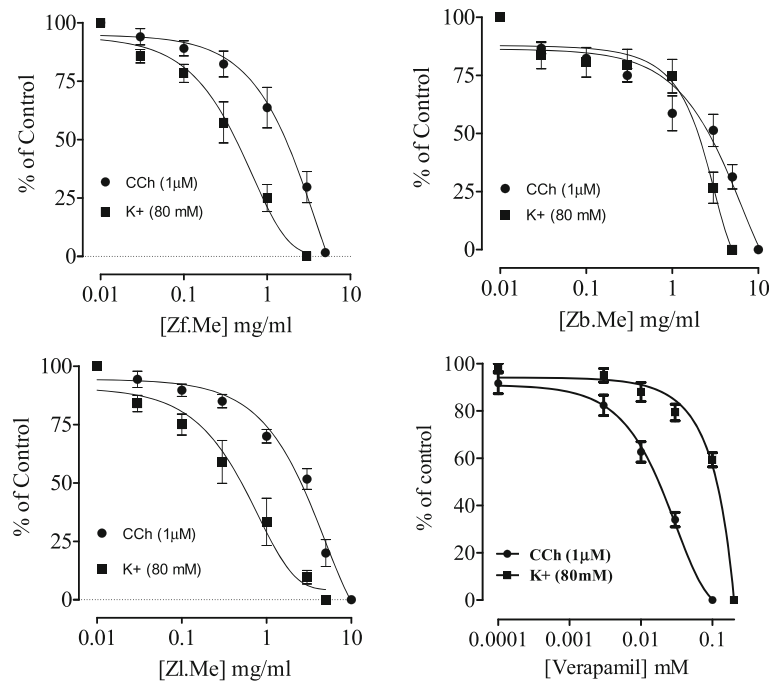 100
75
50
25
0
% of Control
CCh (1µM)
K+ (80 mM)
0.01 0.1 1 10
[Zf.Me] mg/ml
100
75
50
25
0
% of Control
CCh (1µM)
K+ (80 mM)
0.01 0.1 1 10
[Zb.Me] mg/ml
100
75
50
25
0
% of Control
CCh (1µM)
K+ (80 mM)
0.01 0.1 1 10
[Zl.Me] mg/ml
100
80
60
40
20
0
% of control
CCh (1µM)
K+ (80mM)
0.0001 0.001 0.01 0.1
[Verapamil] mM